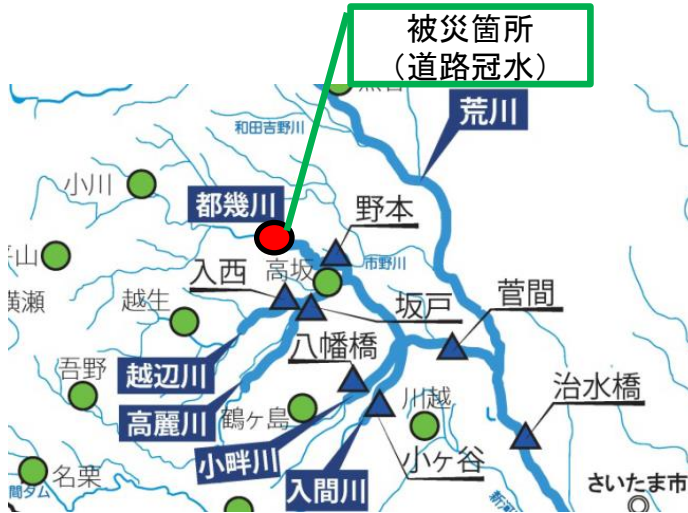 被災箇所
（道路冠水）
荒川
和田吉野川
小川
都幾川
野本
市野川
高坂
入西
坂戸
菅間
越生
越辺川
八幡橋
吾野
高麗川
鶴ヶ島
川越
治水橋
小畔川
小ヶ谷
名栗
入間川
さいたま市